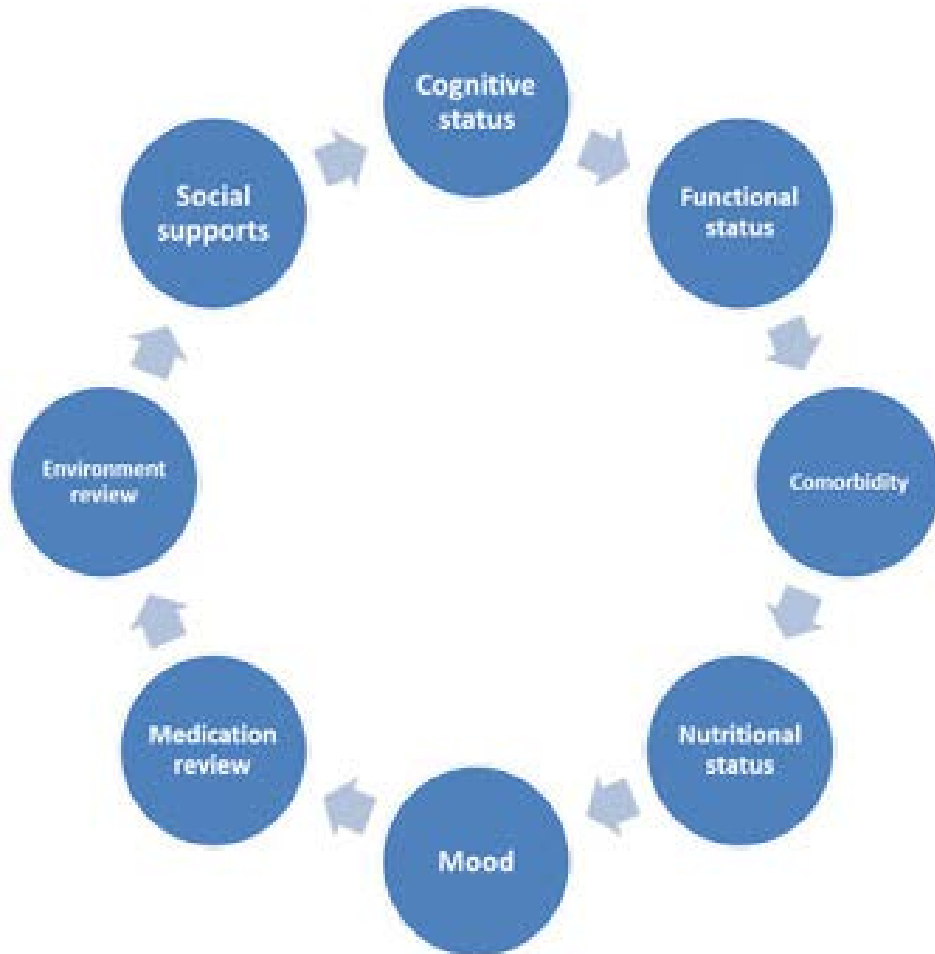 Cognitive
status
Functional
status
Comorbidity
Nutritional
status
Mood
Medication
review
Environment
review
Social
supports